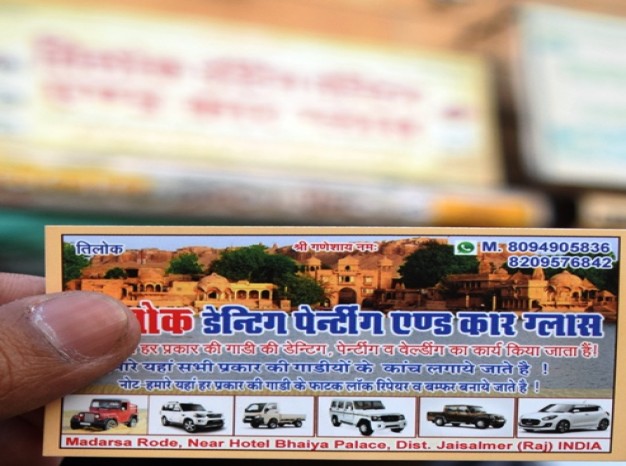 तिलोक
श्री गणेशाय नमः
M. 8094905836
8209576842
डेन्टिग पेन्टींग एण्ड कार ग्लास
हर प्रकार की गाडी की डेन्टिंग, पेन्टींग व वेल्डींग का कार्य किया जाता हैं!
यहां सभी प्रकार की गाडीयों के कांच लगाये जाते है !
नोट-हमारे यहां हर प्रकार की गाडी के फाटक लॉक रिपेयर व बम्फर बनाये जाते है !
Madarsa Rode, Near Hotel Bhaiya Palace, Dist. Jaisalmer (Raj) INDIA